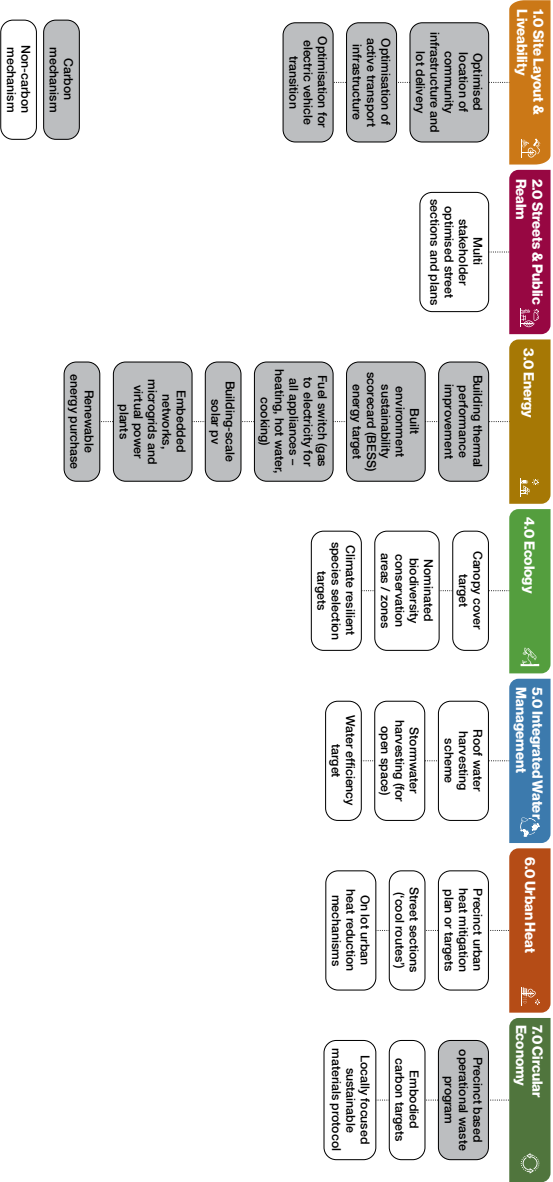 1.0 Site Layout &
Liveability
Optimised
location of
community
infrastructure and
lot delivery
Optimisation of
active transport
infrastructure
Optimisation for
electric vehicle
transition
2.0 Streets & Public
Realm
Multi
stakeholder
optimised street
sections and plans
3.0 Energy
Building thermal
performance
improvement
Built
environment
sustainability
scorecard (BESS)
energy target
Fuel switch (gas
to electricity for
all appliances –
heating, hot water,
cooking)
Building-scale
solar pv
Embedded
networks,
microgrids and
virtual power
plants
Renewable
energy purchase
4.0 Ecology
Canopy cover
target
Nominated
biodiversity
conservation
areas / zones
Climate resilient
species selection
targets
5.0 Integrated Water
Management
Roof water
harvesting
scheme
Stormwater
harvesting (for
open space)
Water efficiency
target
6.0 Urban Heat
Precinct urban
heat mitigation
plan or targets
Street sections
('cool routes')
On lot urban
heat reduction
mechanisms
7.0 Circular
Economy
Precinct based
operational waste
program
Embodied
carbon targets
Locally focused
sustainable
materials protocol
Carbon
mechanism
Non-carbon
mechanism